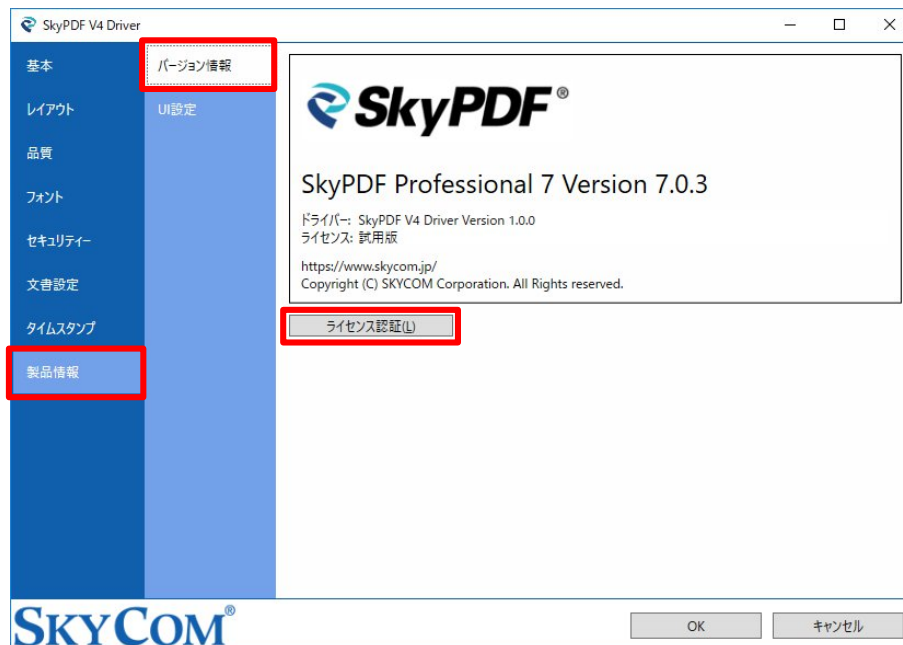 SkyPDF V4 Driver
基本
レイアウト
品質
フォント
セキュリティー
文書設定
タイムスタンプ
製品情報
バージョン情報
UI設定
SkyPDF®
SkyPDF Professional 7 Version 7.0.3
ドライバー: SkyPDF V4 Driver Version 1.0.0
ライセンス: 試用版
https://www.skycom.jp/
Copyright (C) SKYCOM Corporation. All Rights reserved.
ライセンス認証(L)
SKYCOM®
OK
キャンセル